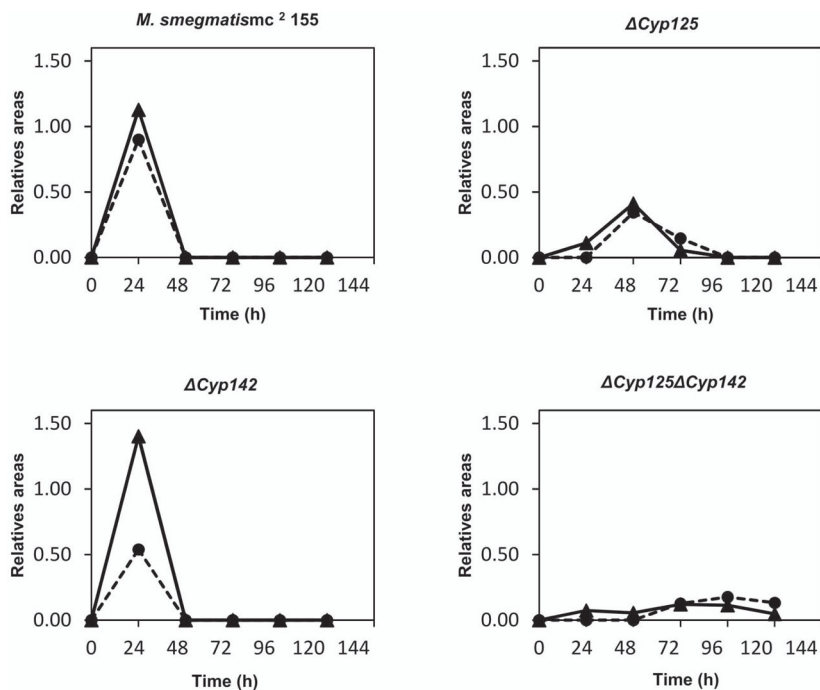 M. smegmatismc 2 155
1.50
1.00
0.50
0.00
Relatives areas
0 24 48 72 96 120 144
Time (h)
ΔCyp125
1.50
1.00
0.50
0.00
Relatives areas
0 24 48 72 96 120 144
Time (h)
ΔCyp142
1.50
1.00
0.50
0.00
Relatives areas
0 24 48 72 96 120 144
Time (h)
ΔCyp125ΔCyp142
1.50
1.00
0.50
0.00
Relatives areas
0 24 48 72 96 120 144
Time (h)